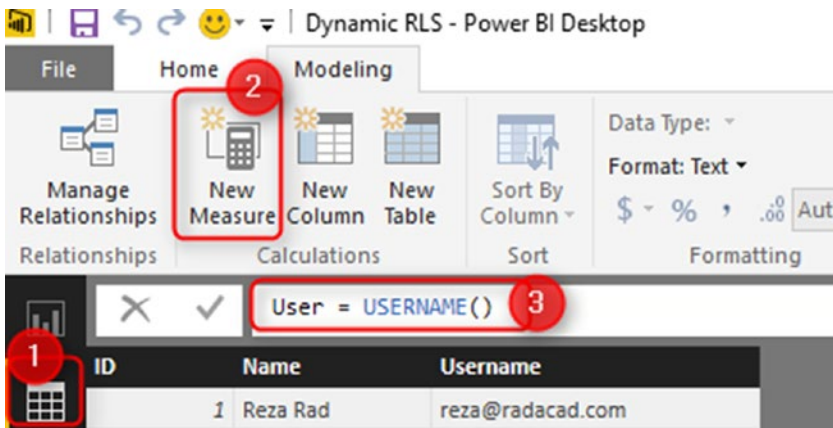 Dynamic RLS - Power BI Desktop
File Home Modeling
2
Manage Relationships
New Measure
New Column
New Table
Sort By Column
Data Type:
Format: Text
$ % , .00 Aut
Relationships Calculations Sort Formatting
User = USERNAME() 3
1
ID Name Username
1 Reza Rad reza@radacad.com